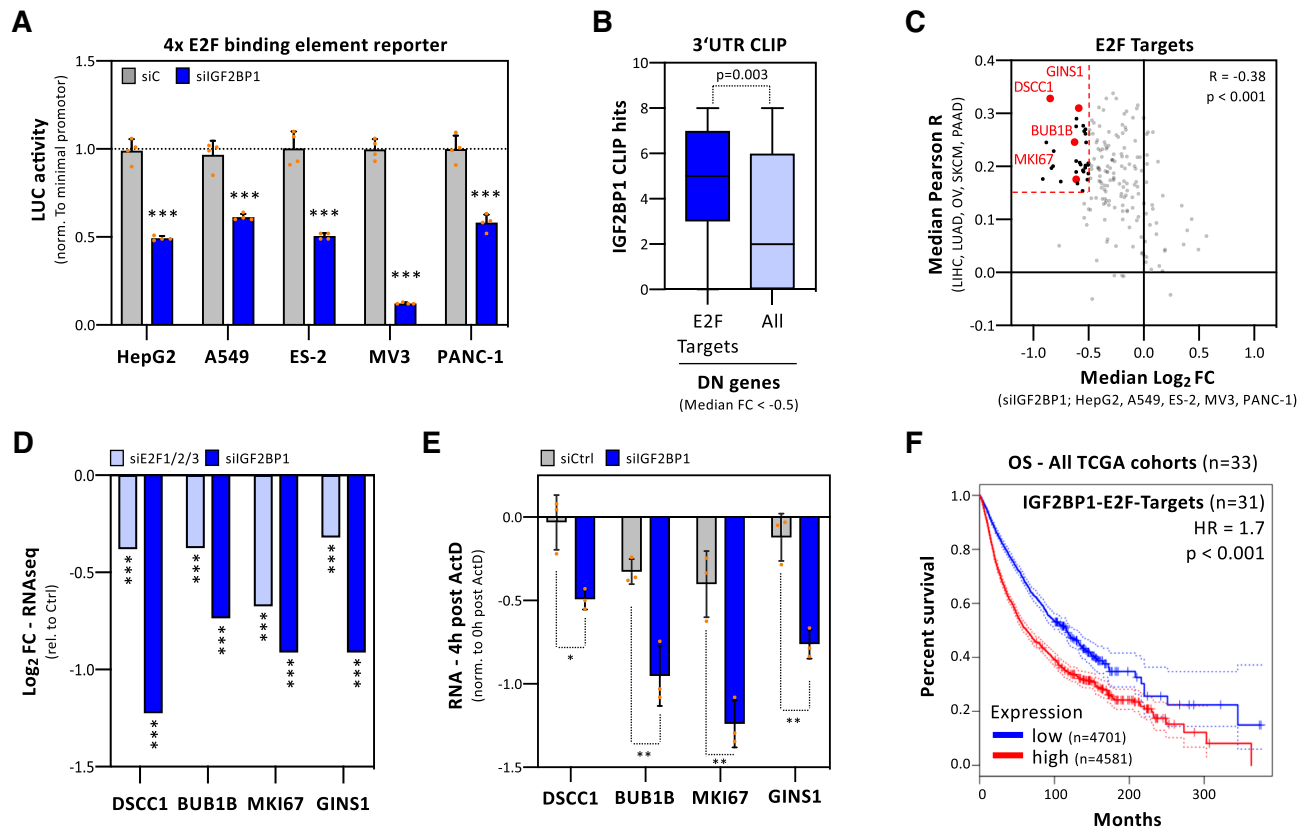 A
4x E2F binding element reporter
LUC activity
(norm. To minimal promotor)
siC
siIGF2BP1
1.5
1.0
0.5
0.0
***
***
***
***
***
HepG2
A549
ES-2
MV3
PANC-1
B
3‘UTR CLIP
p=0.003
IGF2BP1 CLIP hits
10
8
6
4
2
0
E2F
Targets
All
DN genes
(Median FC < -0.5)
C
E2F Targets
Median Pearson R
(LIHC, LUAD, OV, SKCM, PAAD)
0.4
0.3
0.2
0.1
0.0
-0.1
GINS1
DSCC1
BUB1B
MKI67
R = -0.38
p < 0.001
-1.0
-0.5
0.0
0.5
1.0
Median Log2 FC
(siIGF2BP1; HepG2, A549, ES-2, MV3, PANC-1)
D
siE2F1/2/3
siIGF2BP1
Log2 FC - RNAseq
(rel. to Ctrl)
0.0
-0.5
-1.0
-1.5
***
***
***
***
***
***
***
***
DSCC1
BUB1B
MKI67
GINS1
E
siCtrl
siIGF2BP1
RNA - 4h post ActD
(norm. to 0h post ActD)
0.0
-0.5
-1.0
-1.5
*
**
**
**
DSCC1
BUB1B
MKI67
GINS1
F
OS - All TCGA cohorts (n=33)
IGF2BP1-E2F-Targets (n=31)
HR = 1.7
p < 0.001
Percent survival
1.0
0.8
0.6
0.4
0.2
0.0
Expression
low (n=4701)
high (n=4581)
0
100
200
300
Months